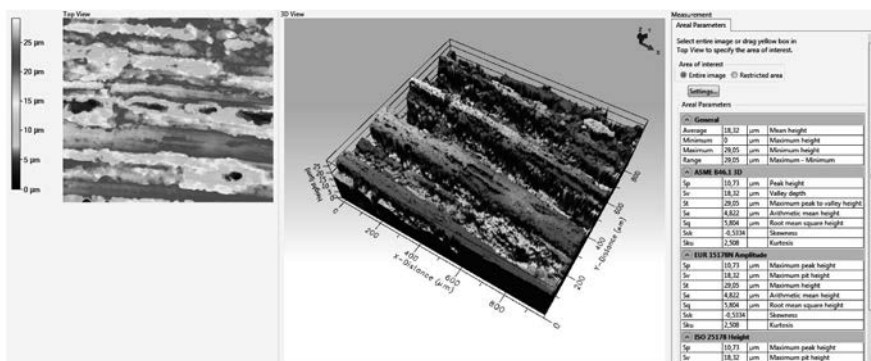 Top View
25 µm
20 µm
15 µm
10 µm
5 µm
0 µm
3D View
0
200
400
600
800
X-Distance (µm)
0
200
400
600
800
Y-Distance (µm)
Measurement
Areal Parameters
Select entire image or drag yellow box in
Top View to specify the area of interest.
Area of interest
Entire image Restricted area
Settings...
Areal Parameters
General
Average 18,32 µm Mean height
Minimum 0 µm Maximum height
Maximum 29,05 µm Minimum height
Range 29,05 µm Maximum - Minimum
ASME B46.1 3D
Sp 10,73 µm Peak height
Sv 18,32 µm Valley depth
St 29,05 µm Maximum peak to valley height
Sa 4,822 µm Arithmetic mean height
Sq 5,804 µm Root mean square height
Ssk -0,5334 Skewness
Sku 2,508 Kurtosis
EUR 15178N Amplitude
Sp 10,73 µm Maximum peak height
Sv 18,32 µm Maximum pit height
St 29,05 µm Maximum height
Sa 4,822 µm Arithmetic mean height
Sq 5,804 µm Root mean square height
Ssk -0,5334 Skewness
Sku 2,508 Kurtosis
ISO 25178 Height
Sp 10,73 µm Maximum peak height
Sv 18,32 µm Maximum pit height